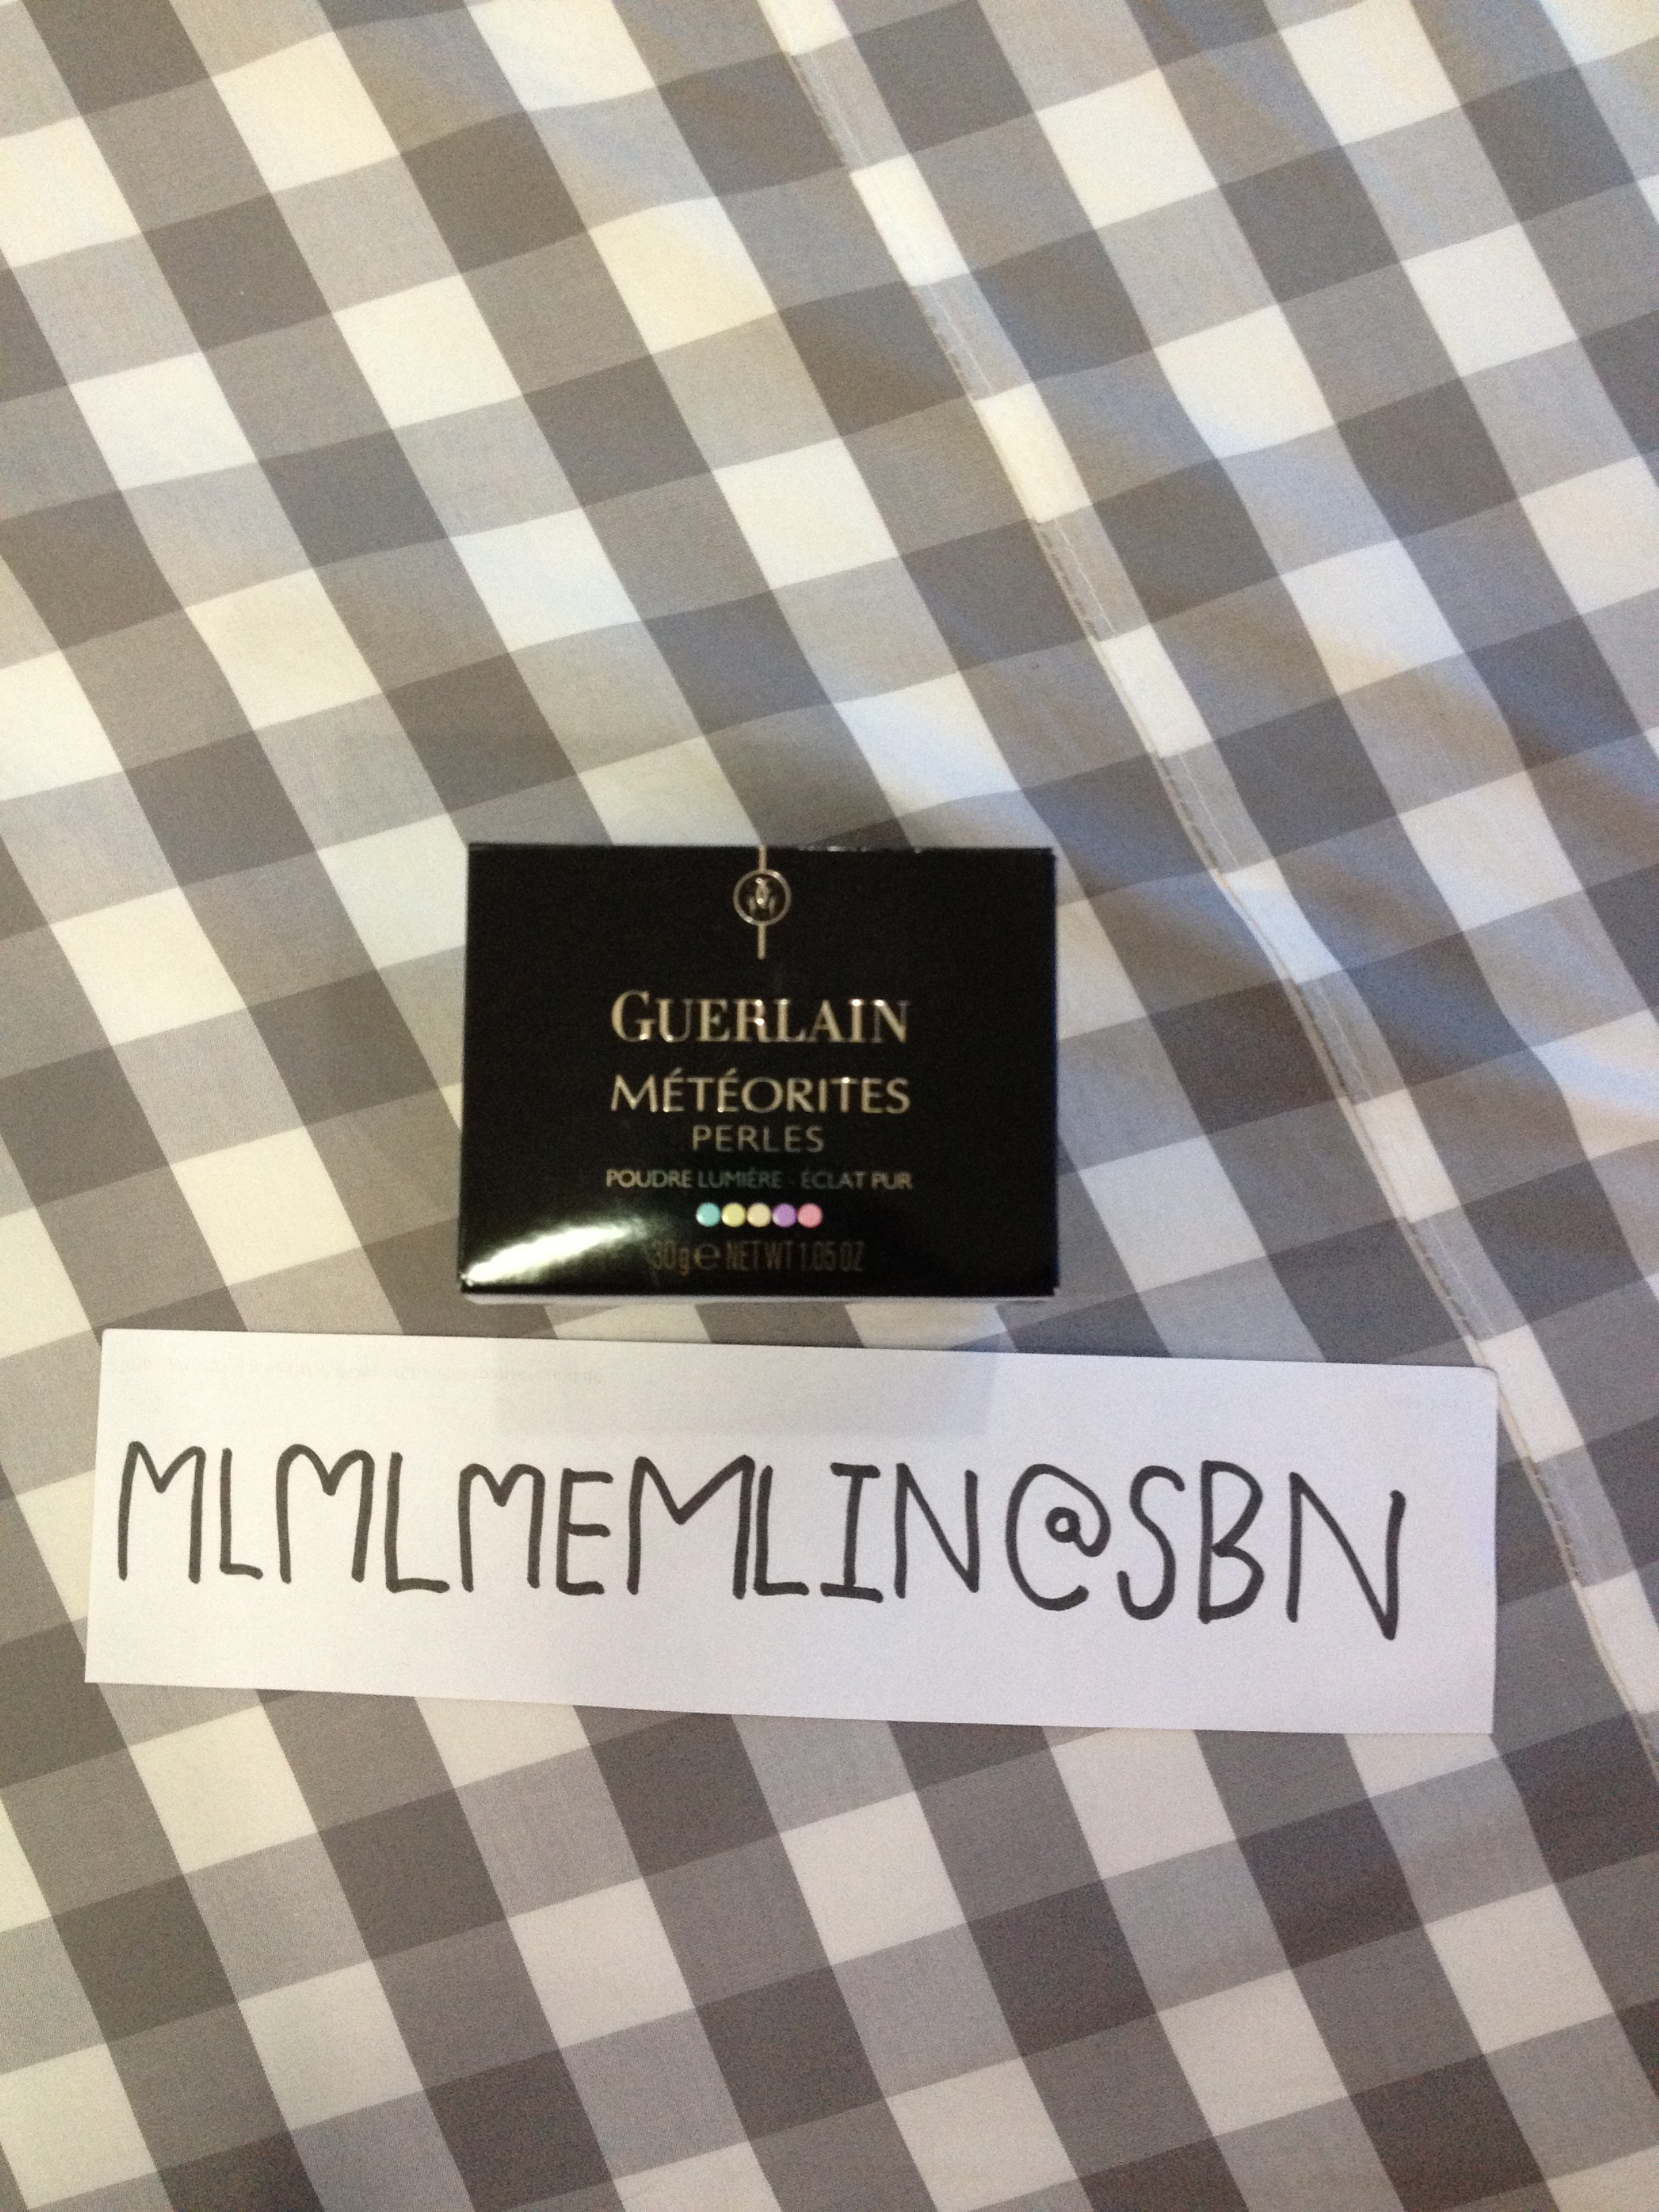 GUERLAIN
MÉTÉORITES
PERLES
POUDRE LUMIÈRE - ÉCLAT PUR
30g e NET WT 1.05 OZ
MLMLMEMLIN@SBN